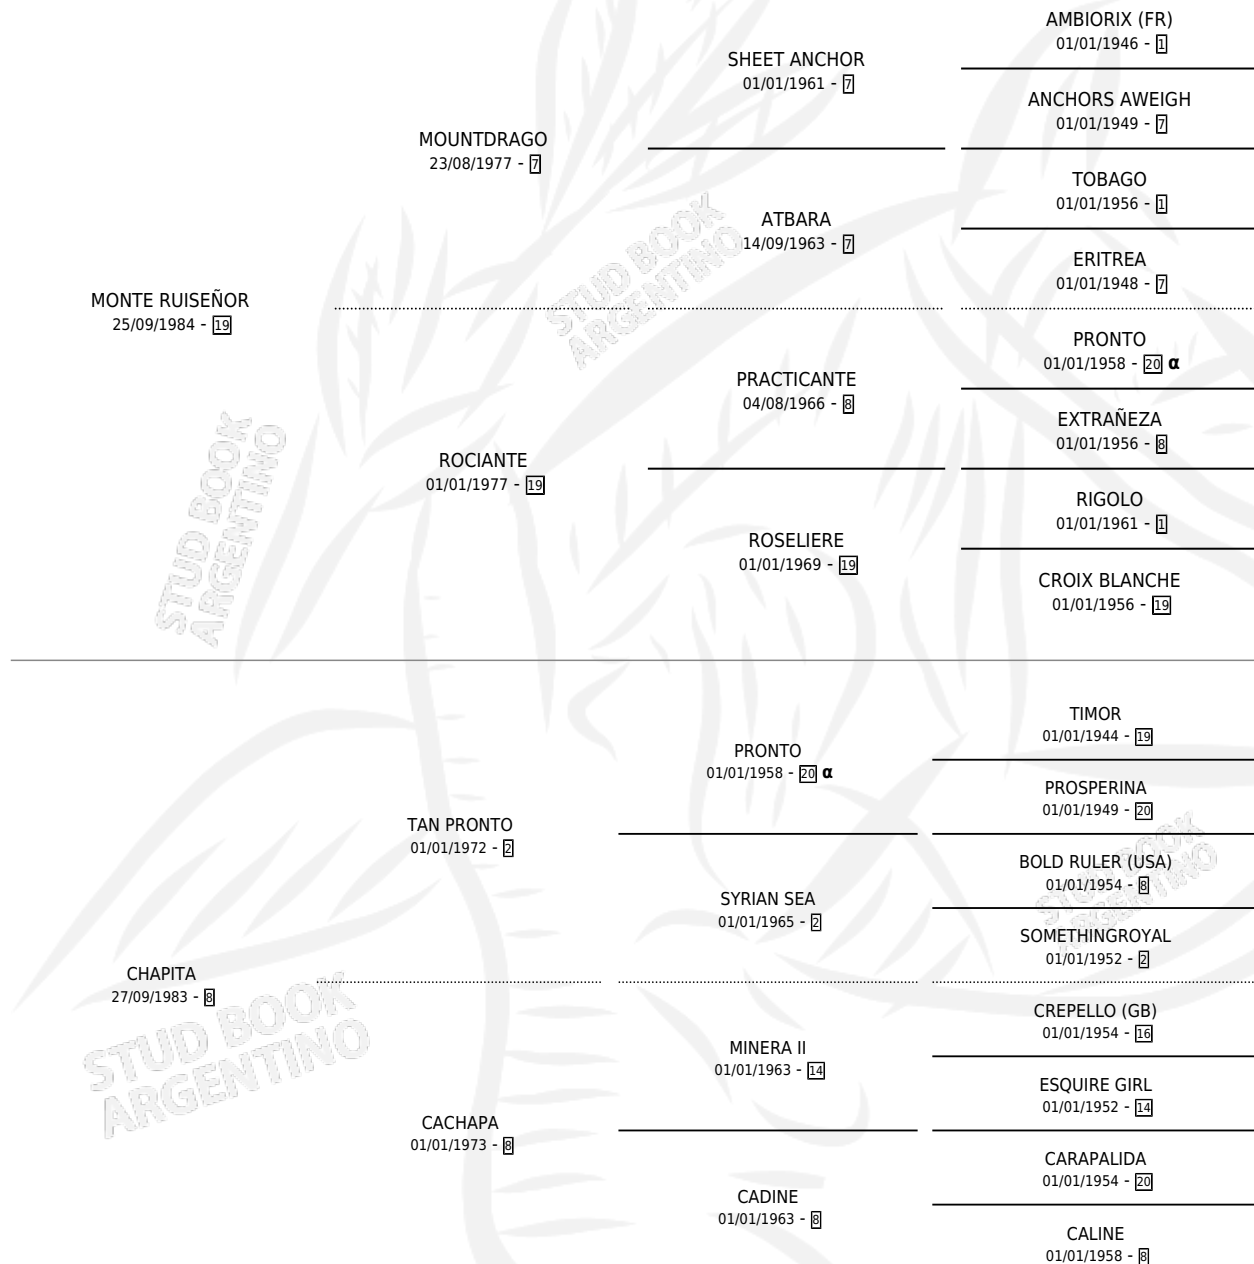 AMBIORIX (FR)
01/01/1946 - 1
SHEET ANCHOR
01/01/1961 - 7
ANCHORS AWEIGH
01/01/1949 - 7
MOUNTDRAGO
23/08/1977 - 7
TOBAGO
01/01/1956 - 1
ATBARA
14/09/1963 - 7
ERITREA
01/01/1948 - 7
MONTE RUISEÑOR
25/09/1984 - 19
PRONTO
01/01/1958 - 20 α
PRACTICANTE
04/08/1966 - 8
EXTRAÑEZA
01/01/1956 - 8
ROCIANTE
01/01/1977 - 19
RIGOLO
01/01/1961 - 1
ROSELIERE
01/01/1969 - 19
CROIX BLANCHE
01/01/1956 - 19
TIMOR
01/01/1944 - 19
PRONTO
01/01/1958 - 20 α
PROSPERINA
01/01/1949 - 20
TAN PRONTO
01/01/1972 - 2
BOLD RULER (USA)
01/01/1954 - 8
SYRIAN SEA
01/01/1965 - 2
SOMETHINGROYAL
01/01/1952 - 2
CHAPITA
27/09/1983 - 8
CREPELLO (GB)
01/01/1954 - 16
MINERA II
01/01/1963 - 14
ESQUIRE GIRL
01/01/1952 - 14
CACHAPA
01/01/1973 - 8
CARAPALIDA
01/01/1954 - 20
CADINE
01/01/1963 - 8
CALINE
01/01/1958 - 8
STUD BOOK
ARGENTINO
STUD BOOK
ARGENTINO
STUD BOOK
ARGENTINO
STUD BOOK
ARGENTINO